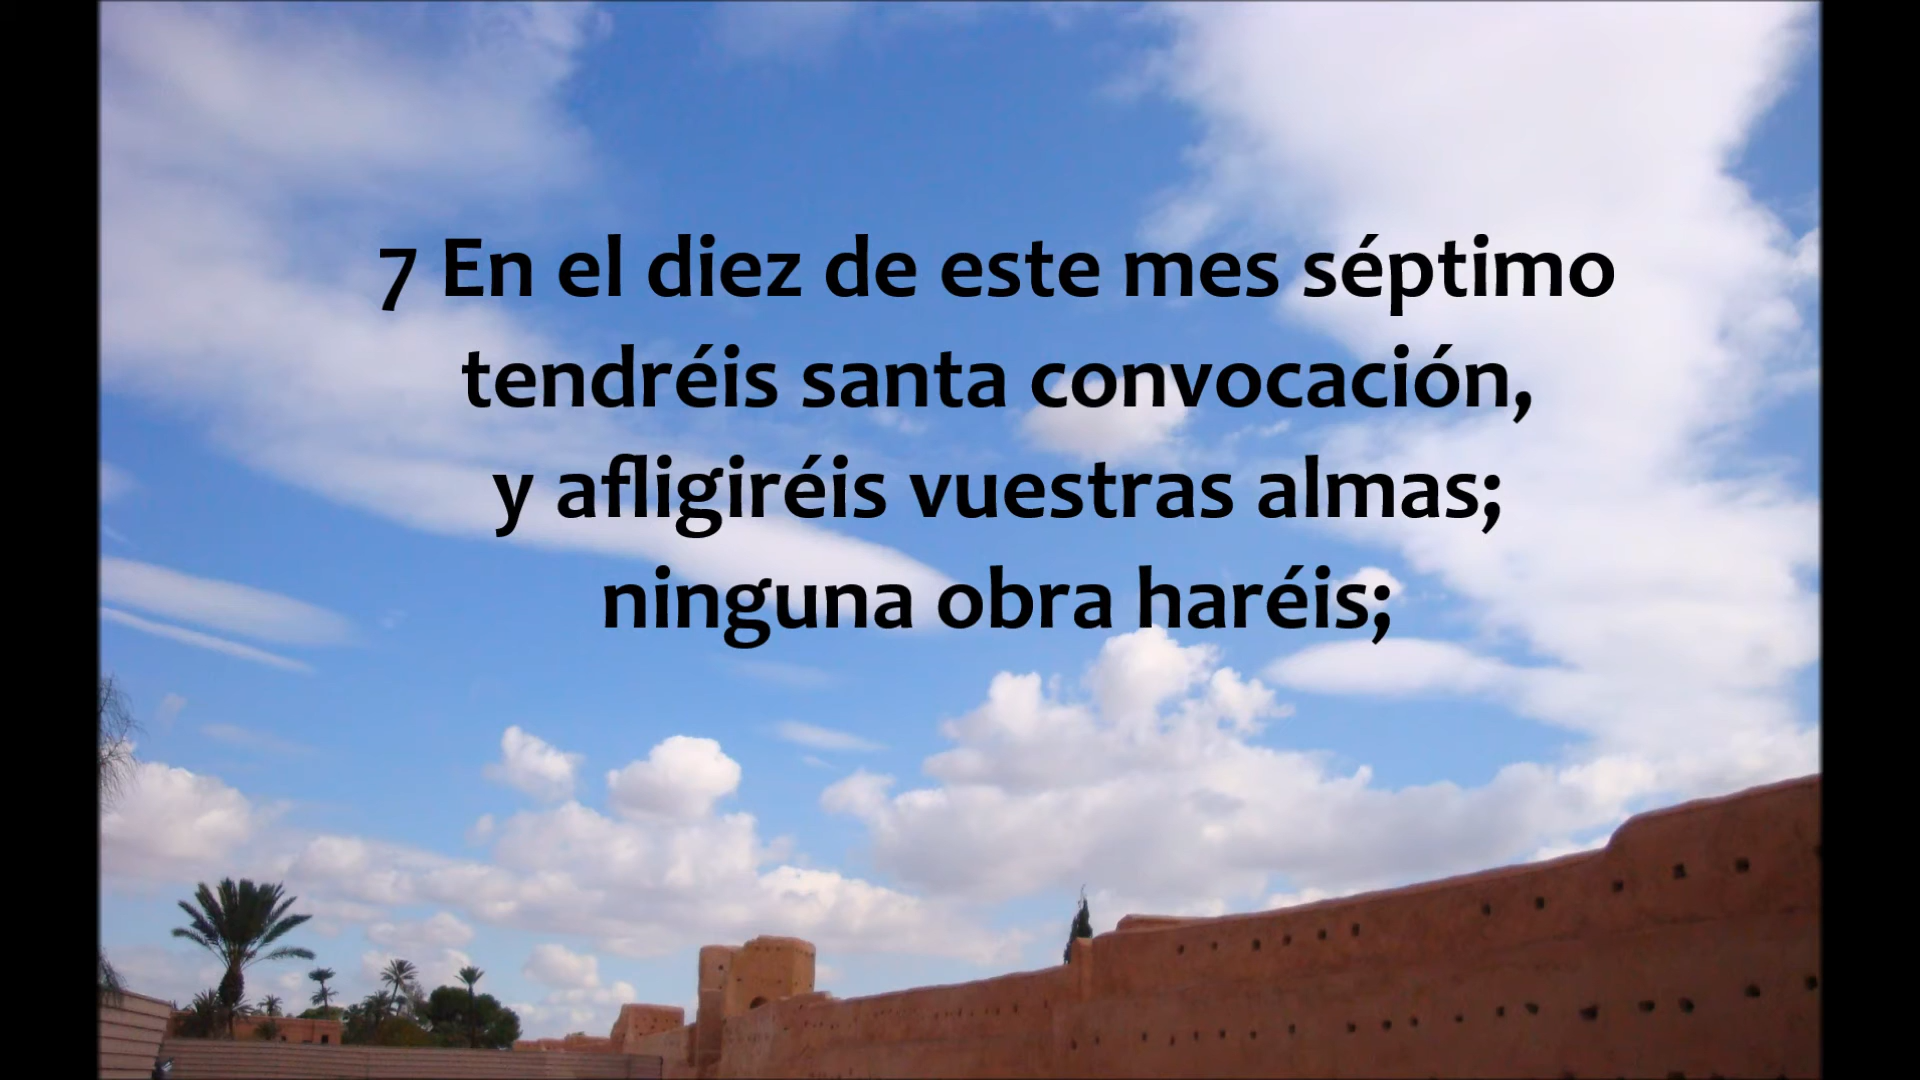 7 En el diez de este mes séptimo
tendréis santa convocación,
y afligiréis vuestras almas;
ninguna obra haréis;